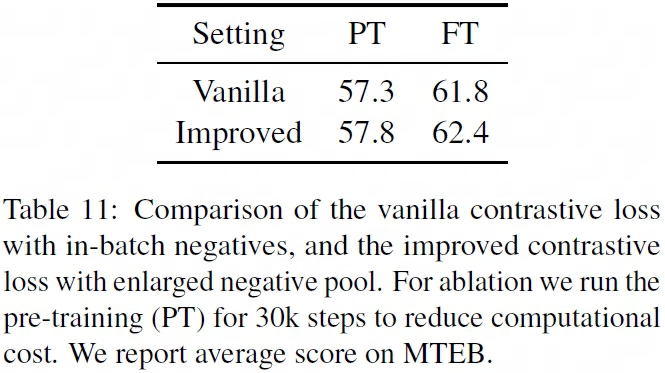 Setting PT FT
Vanilla 57.3 61.8
Improved 57.8 62.4
Table 11: Comparison of the vanilla contrastive loss
with in-batch negatives, and the improved contrastive
loss with enlarged negative pool. For ablation we run the
pre-training (PT) for 30k steps to reduce computational
cost. We report average score on MTEB.